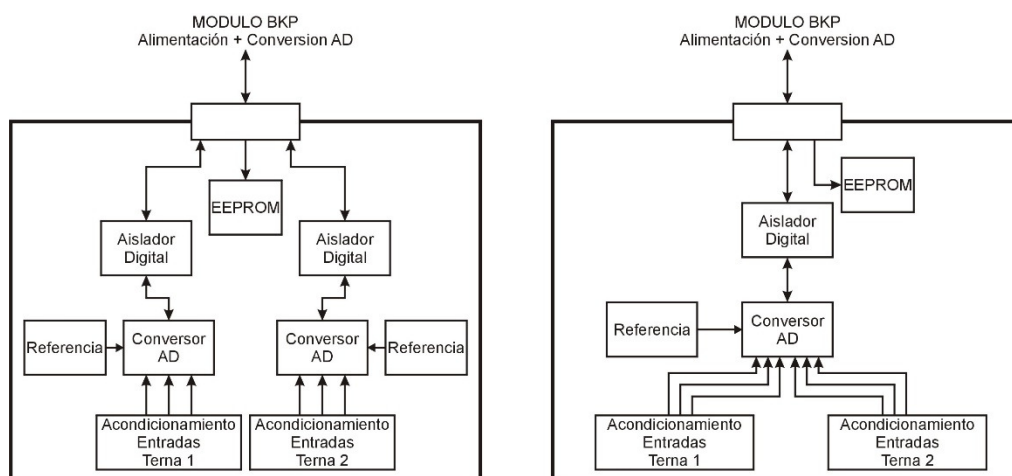 MODULO BKP
Alimentación + Conversion AD
EEPROM
Aislador
Digital
Aislador
Digital
Referencia
Conversor
AD
Conversor
AD
Referencia
Acondicionamiento
Entradas
Terna 1
Acondicionamiento
Entradas
Terna 2
MODULO BKP
Alimentación + Conversion AD
EEPROM
Aislador
Digital
Referencia
Conversor
AD
Acondicionamiento
Entradas
Terna 1
Acondicionamiento
Entradas
Terna 2